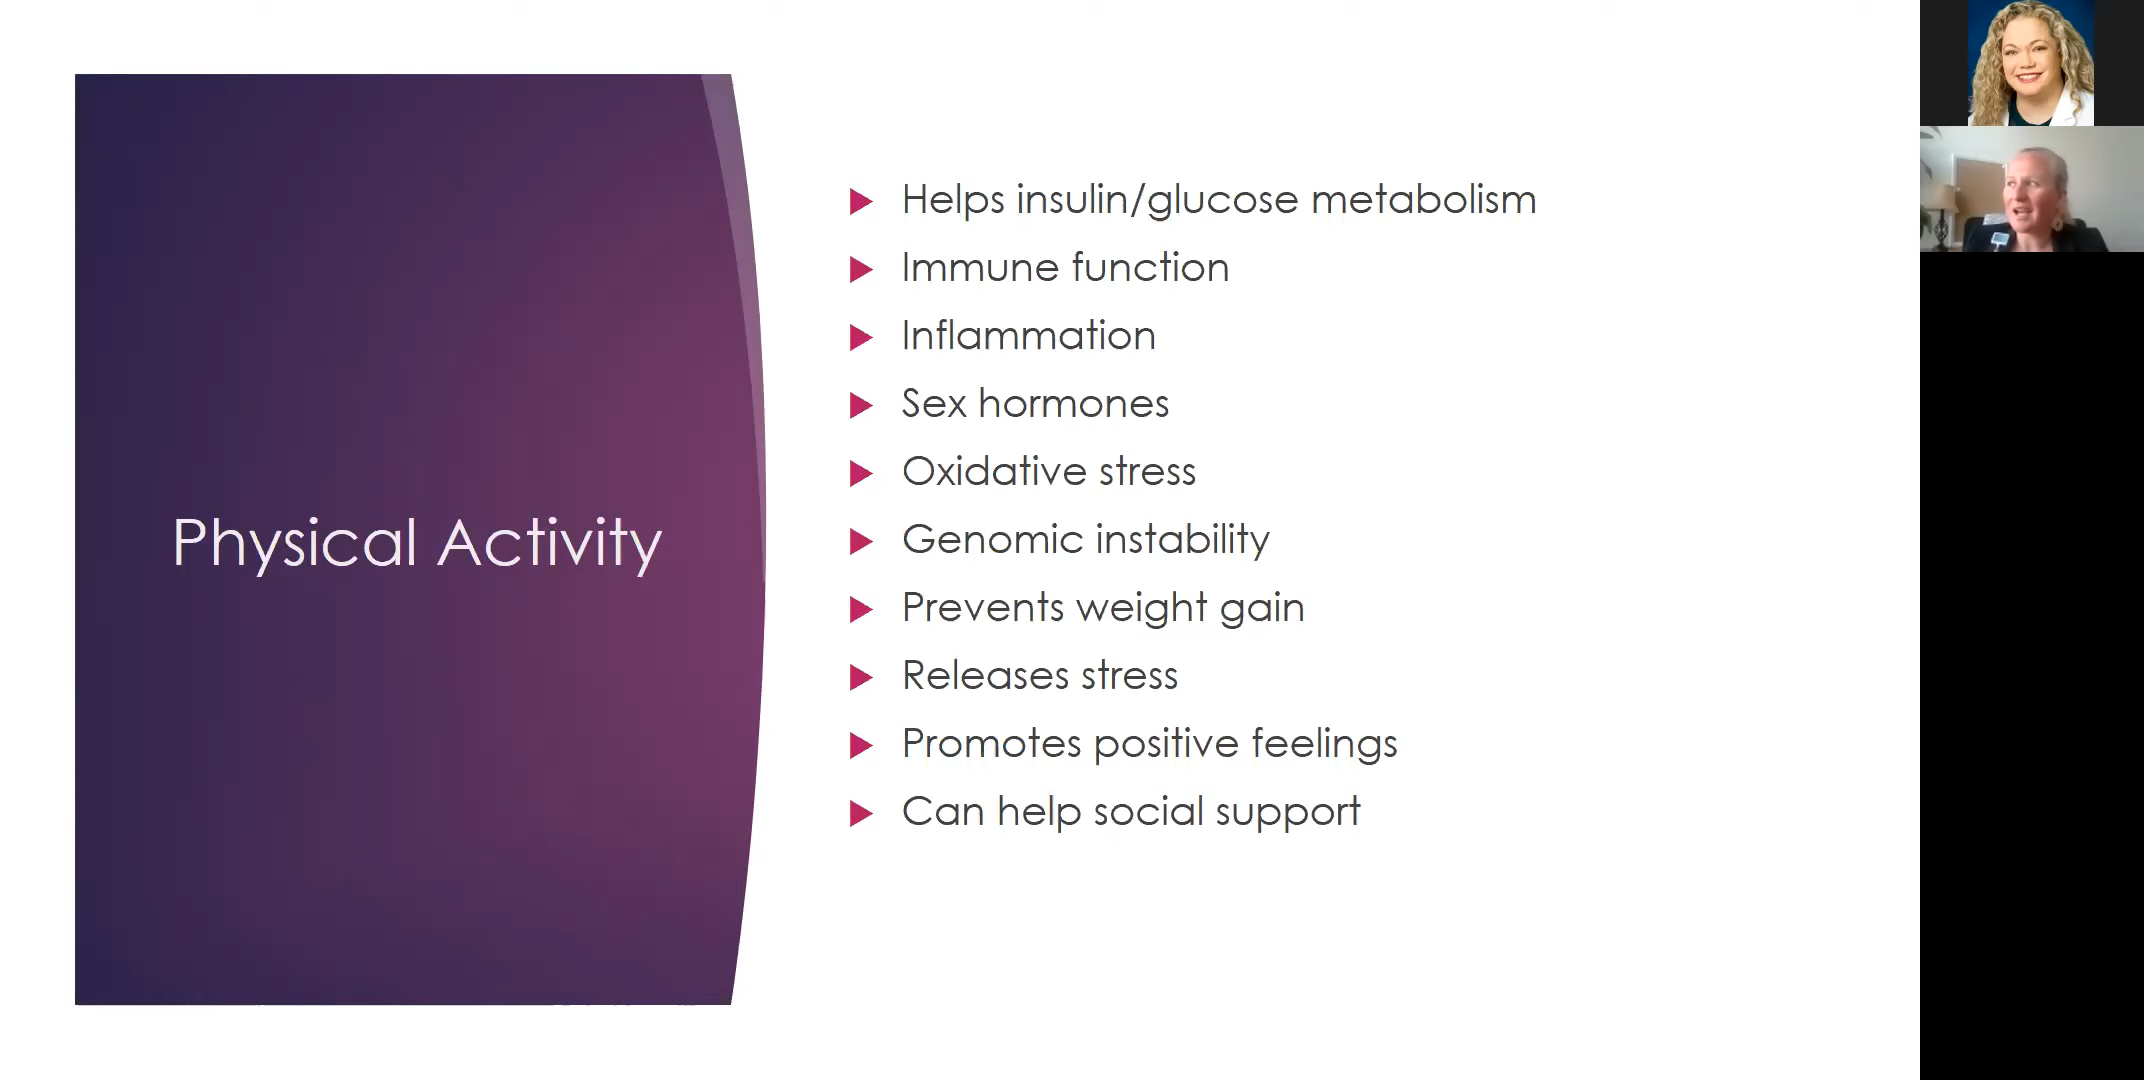 Physical Activity
Helps insulin/glucose metabolism
Immune function
Inflammation
Sex hormones
Oxidative stress
Genomic instability
Prevents weight gain
Releases stress
Promotes positive feelings
Can help social support